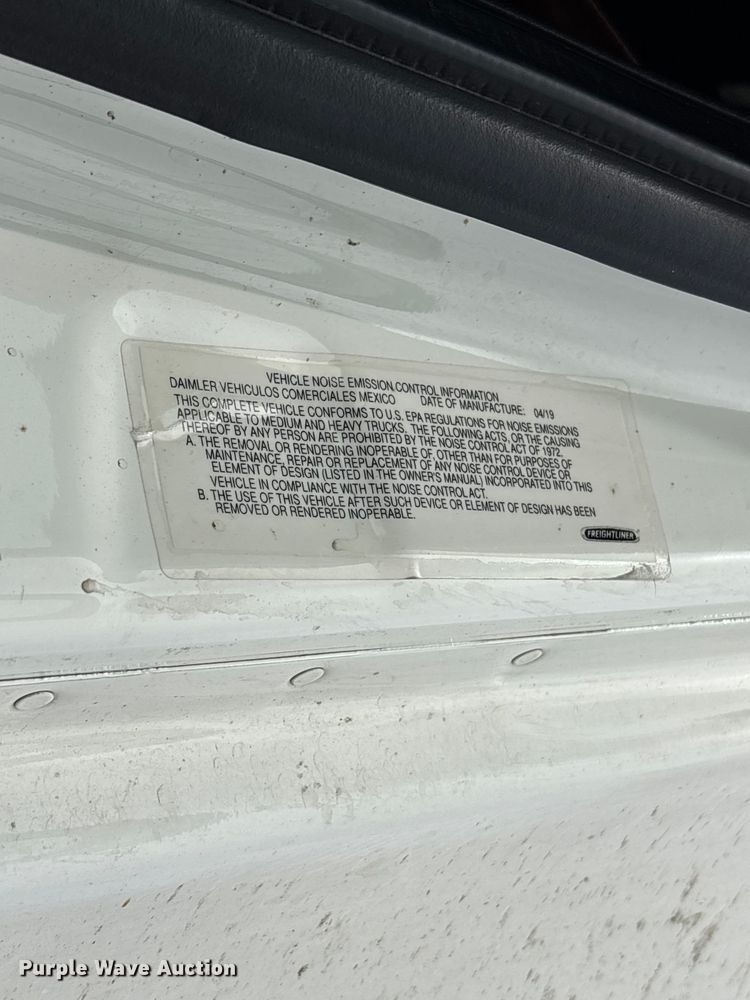 VEHICLE NOISE EMISSION CONTROL INFORMATION
DAIMLER VEHICULOS COMERCIALES MEXICO DATE OF MANUFACTURE: 04/19
THIS COMPLETE VEHICLE CONFORMS TO U.S. EPA REGULATIONS FOR NOISE EMISSIONS
APPLICABLE TO MEDIUM AND HEAVY TRUCKS. THE FOLLOWING ACTS, OR THE CAUSING
THEREOF BY ANY PERSON ARE PROHIBITED BY THE NOISE CONTROL ACT OF 1972.
A. THE REMOVAL OR RENDERING INOPERABLE OF, OTHER THAN FOR PURPOSES OF
MAINTENANCE, REPAIR OR REPLACEMENT OF ANY NOISE CONTROL DEVICE OR
ELEMENT OF DESIGN (LISTED IN THE OWNER'S MANUAL) INCORPORATED INTO THIS
VEHICLE IN COMPLIANCE WITH THE NOISE CONTROL ACT.
B. THE USE OF THIS VEHICLE AFTER SUCH DEVICE OR ELEMENT OF DESIGN HAS BEEN
REMOVED OR RENDERED INOPERABLE.
FREIGHTLINER
Purple Wave Auction